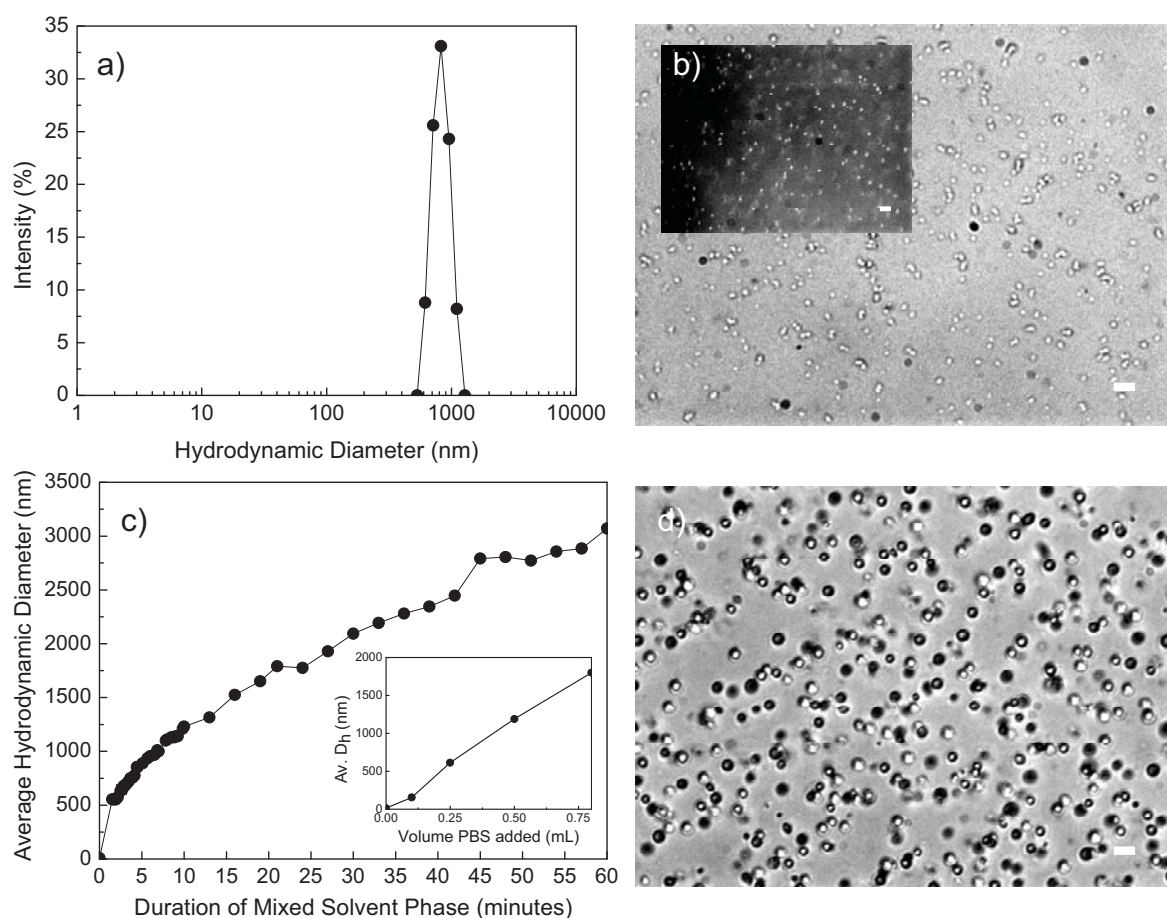 a)
35
30
25
20
15
10
5
0
Intensity (%)
1 10 100 1000 10000
Hydrodynamic Diameter (nm)
b)
c)
3500
3000
2500
2000
1500
1000
500
0
Average Hydrodynamic Diameter (nm)
0 5 10 15 20 25 30 35 40 45 50 55 60
Duration of Mixed Solvent Phase (minutes)
2000
1500
1000
500
0
Av. Dh (nm)
0.00 0.25 0.50 0.75
Volume PBS added (mL)
d)